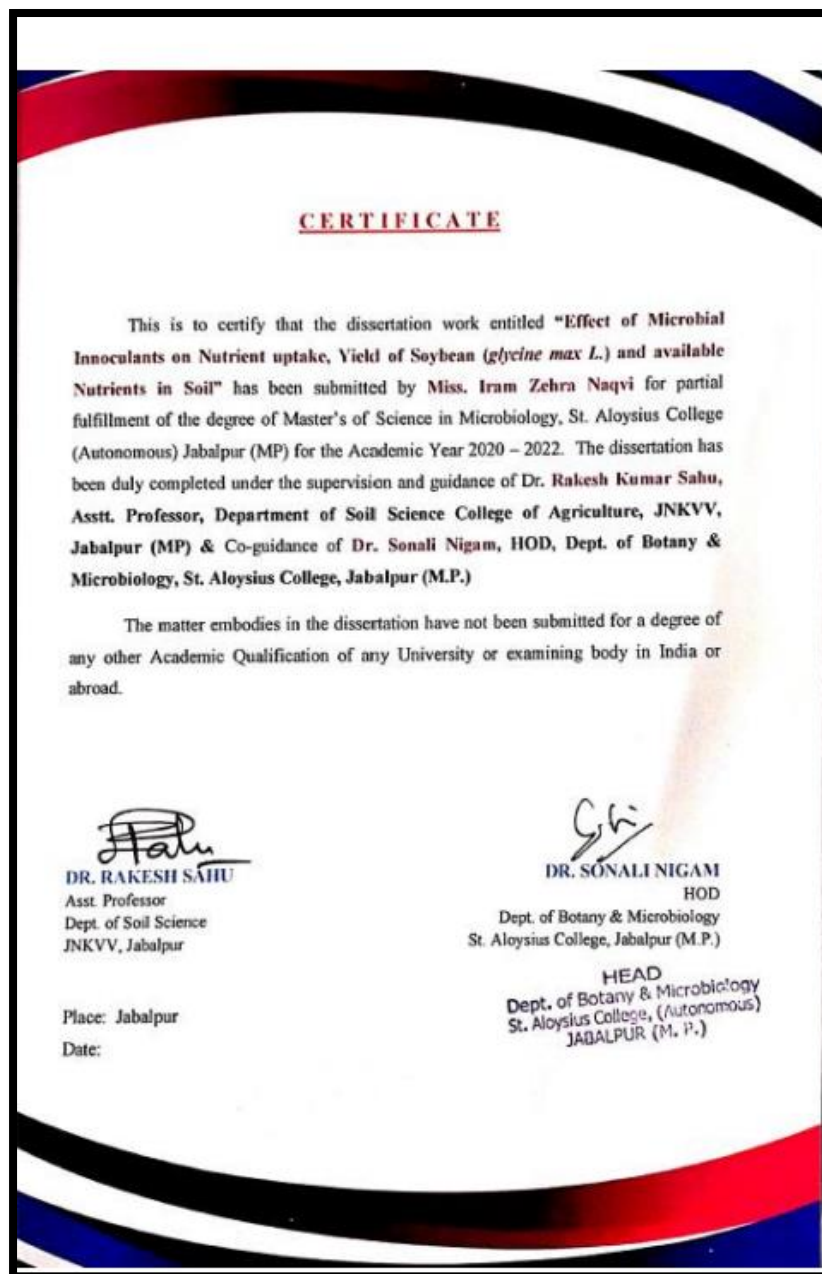 CERTIFICATE
This is to certify that the dissertation work entitled “Effect of Microbial
Innoculants on Nutrient uptake, Yield of Soybean (glycine max L.) and available
Nutrients in Soil” has been submitted by Miss. Iram Zehra Naqvi for partial
fulfillment of the degree of Master’s of Science in Microbiology, St. Aloysius College
(Autonomous) Jabalpur (MP) for the Academic Year 2020 – 2022. The dissertation has
been duly completed under the supervision and guidance of Dr. Rakesh Kumar Sahu,
Asstt. Professor, Department of Soil Science College of Agriculture, JNKVV,
Jabalpur (MP) & Co-guidance of Dr. Sonali Nigam, HOD, Dept. of Botany &
Microbiology, St. Aloysius College, Jabalpur (M.P.)
The matter embodies in the dissertation have not been submitted for a degree of
any other Academic Qualification of any University or examining body in India or
abroad.
DR. RAKESH SAHU
Asst. Professor
Dept. of Soil Science
JNKVV, Jabalpur
Place: Jabalpur
Date:
DR. SONALI NIGAM
HOD
Dept. of Botany & Microbiology
St. Aloysius College, Jabalpur (M.P.)
HEAD
Dept. of Botany & Microbiology
St. Aloysius College, (Autonomous)
JABALPUR (M. P.)